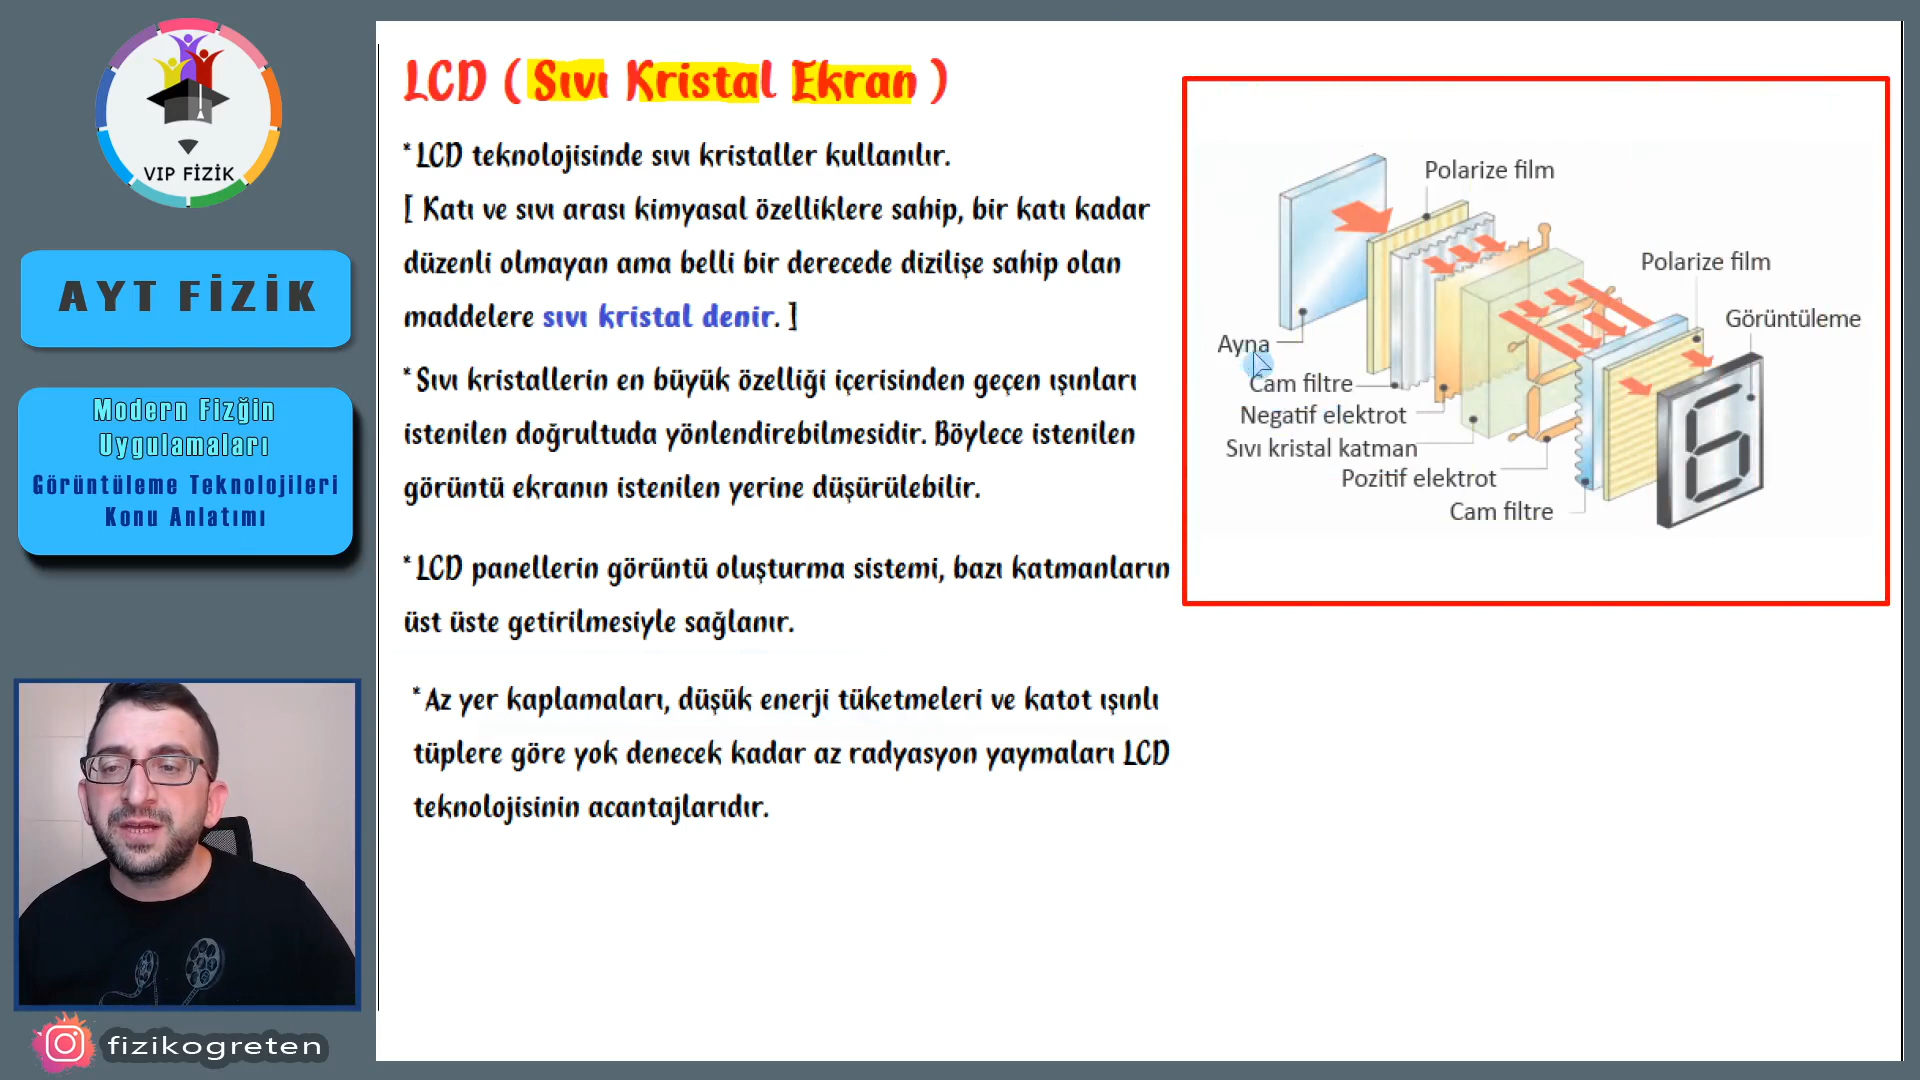 VIP FİZİK
AYT FİZİK
Modern Fizğin
Uygulamaları
Görüntüleme Teknolojileri
Konu Anlatımı
fizikogreten
LCD ( Sıvı Kristal Ekran )
*LCD teknolojisinde sıvı kristaller kullanılır.
[ Katı ve sıvı arası kimyasal özelliklere sahip, bir katı kadar
düzenli olmayan ama belli bir derecede dizilişe sahip olan
maddelere sıvı kristal denir. ]
*Sıvı kristallerin en büyük özelliği içerisinden geçen ışınları
istenilen doğrultuda yönlendirebilmesidir. Böylece istenilen
görüntü ekranın istenilen yerine düşürülebilir.
*LCD panellerin görüntü oluşturma sistemi, bazı katmanların
üst üste getirilmesiyle sağlanır.
*Az yer kaplamaları, düşük enerji tüketmeleri ve katot ışınlı
tüplere göre yok denecek kadar az radyasyon yaymaları LCD
teknolojisinin acantajlarıdır.
Polarize film
Polarize film
Görüntüleme
Ayna
Cam filtre
Negatif elektrot
Sıvı kristal katman
Pozitif elektrot
Cam filtre
6